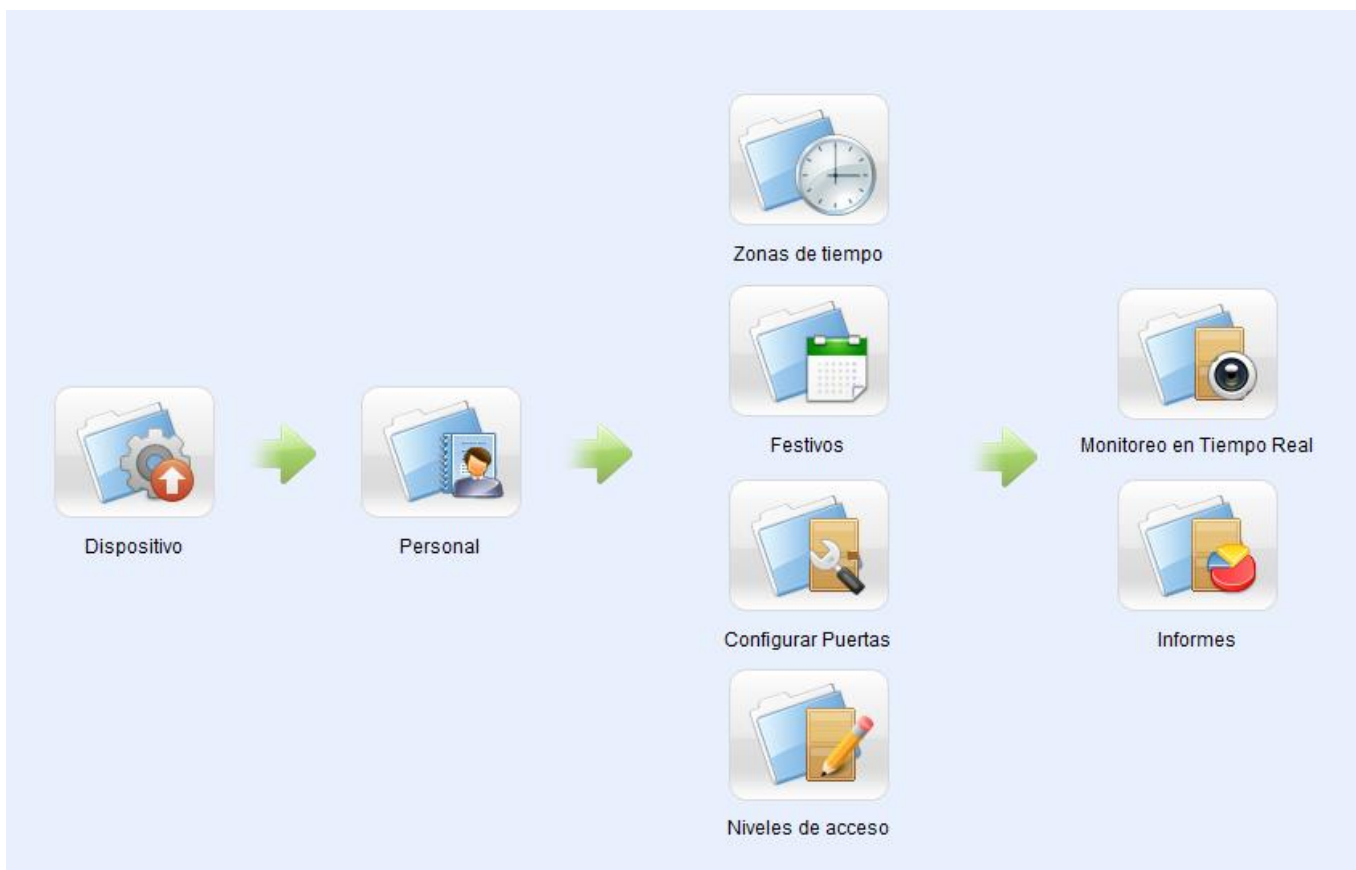 Dispositivo
Personal
Zonas de tiempo
Festivos
Configurar Puertas
Niveles de acceso
Monitoreo en Tiempo Real
Informes